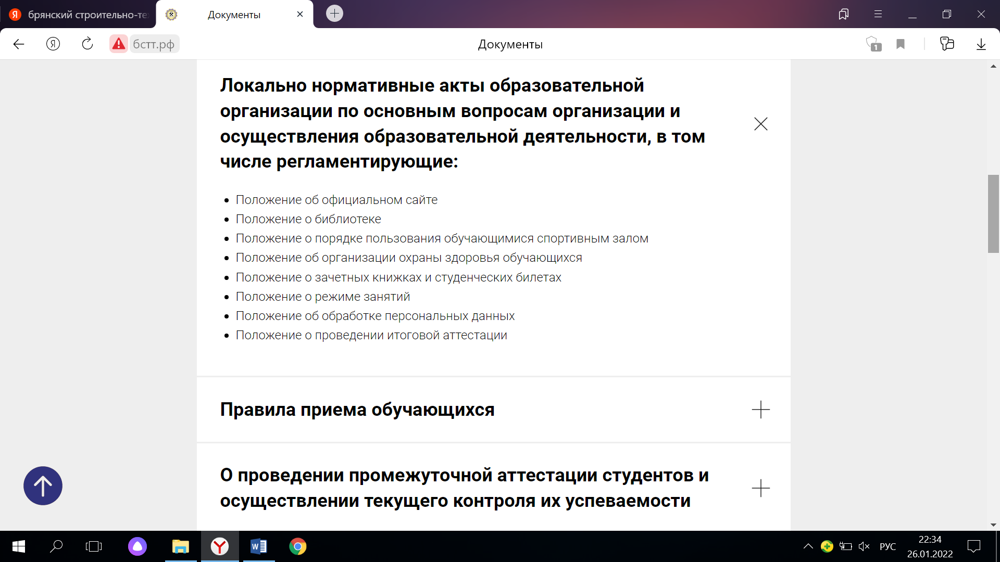 брянский строительно-те
Документы
бстт.рф
Документы
1
Локально нормативные акты образовательной
организации по основным вопросам организации и
осуществления образовательной деятельности, в том
числе регламентирующие:
Положение об официальном сайте
Положение о библиотеке
Положение о порядке пользования обучающимися спортивным залом
Положение об организации охраны здоровья обучающихся
Положение о зачетных книжках и студенческих билетах
Положение о режиме занятий
Положение об обработке персональных данных
Положение о проведении итоговой аттестации
Правила приема обучающихся
О проведении промежуточной аттестации студентов и
осуществлении текущего контроля их успеваемости
РУС
22:34
26.01.2022